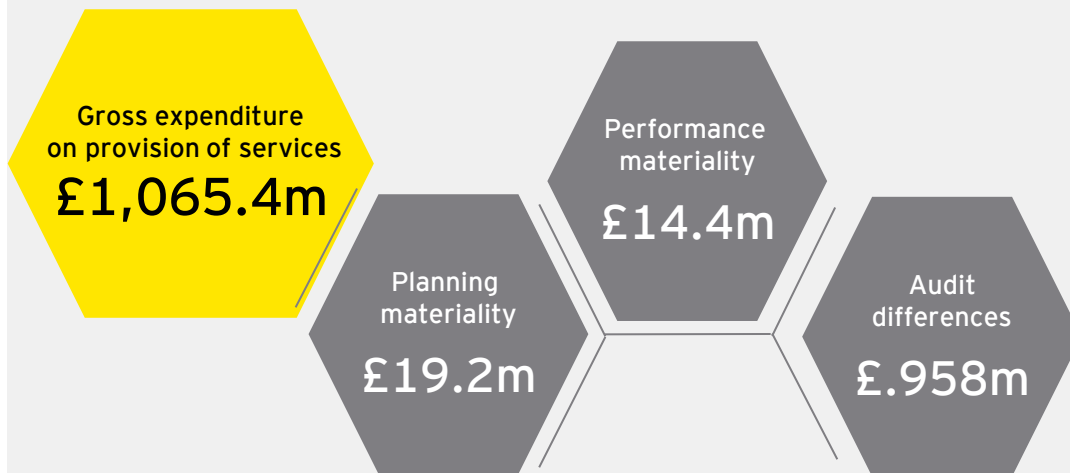 Gross expenditure
on provision of services
£1,065.4m
Planning
materiality
£19.2m
Performance
materiality
£14.4m
Audit
differences
£.958m